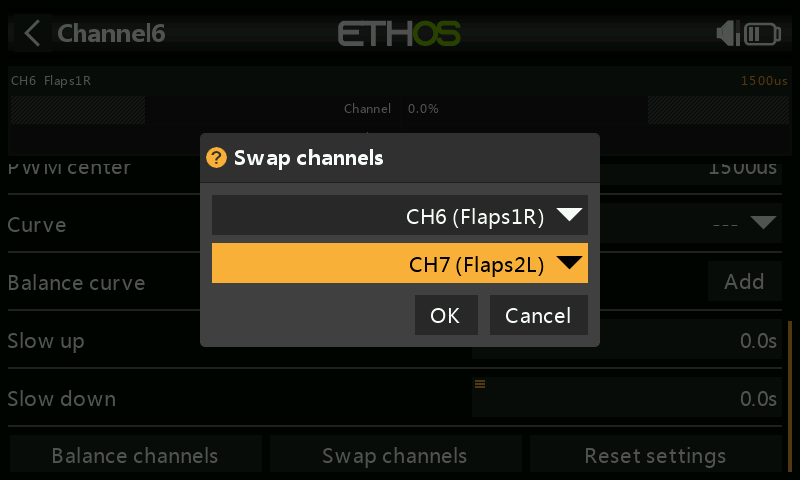 Channel6
ETHOS
CH6 Flaps1R
1500us
Channel 0.0%
Swap channels
PWM center
1500us
CH6 (Flaps1R)
Curve
---
CH7 (Flaps2L)
Balance curve
Add
OK
Cancel
Slow up
0.0s
Slow down
0.0s
Balance channels
Swap channels
Reset settings